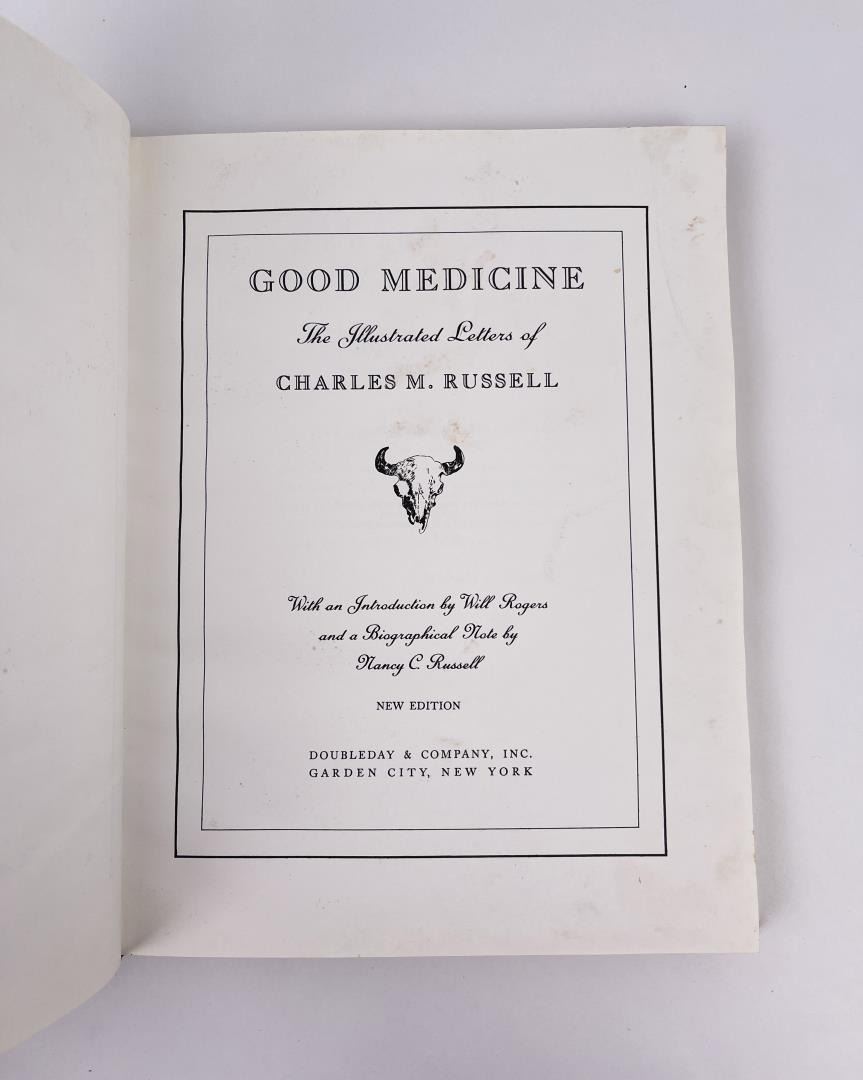 GOOD MEDICINE
The Illustrated Letters of
CHARLES M. RUSSELL
With an Introduction by Will Rogers
and a Biographical Note by
Nancy C. Russell
NEW EDITION
DOUBLEDAY & COMPANY, INC.
GARDEN CITY, NEW YORK